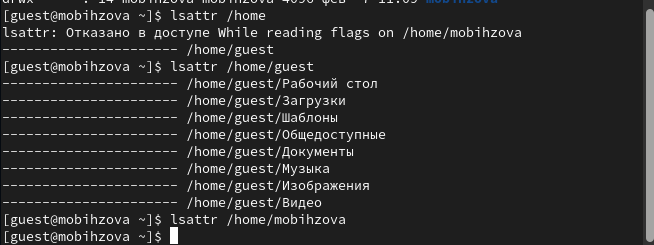 [guest@mobihzova ~]$ lsattr /home
lsattr: Отказано в доступе While reading flags on /home/mobihzova
---------------------- /home/guest
[guest@mobihzova ~]$ lsattr /home/guest
---------------------- /home/guest/Рабочий стол
---------------------- /home/guest/Загрузки
---------------------- /home/guest/Шаблоны
---------------------- /home/guest/Общедоступные
---------------------- /home/guest/Документы
---------------------- /home/guest/Музыка
---------------------- /home/guest/Изображения
---------------------- /home/guest/Видео
[guest@mobihzova ~]$ lsattr /home/mobihzova
[guest@mobihzova ~]$